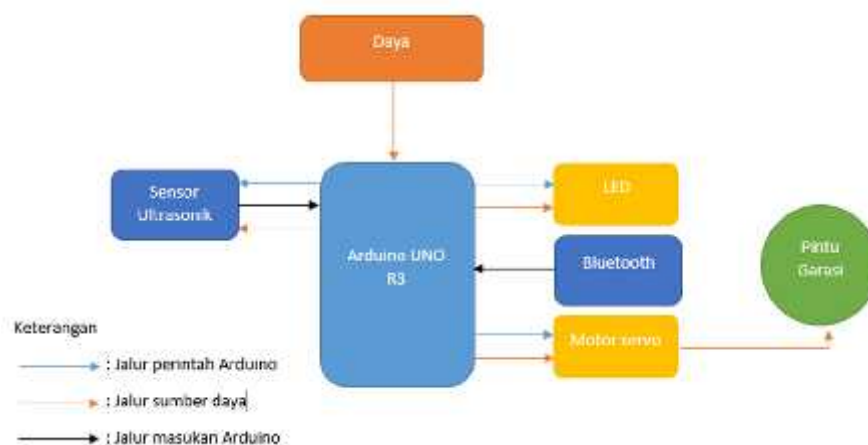 Daya
Sensor
Ultrasonik
LED
Arduino UNO
R3
Bluetooth
Pintu
Garasi
Motor servo
Keterangan
: Jalur perintah Arduino
: Jalur sumber daya
: Jalur masukan Arduino